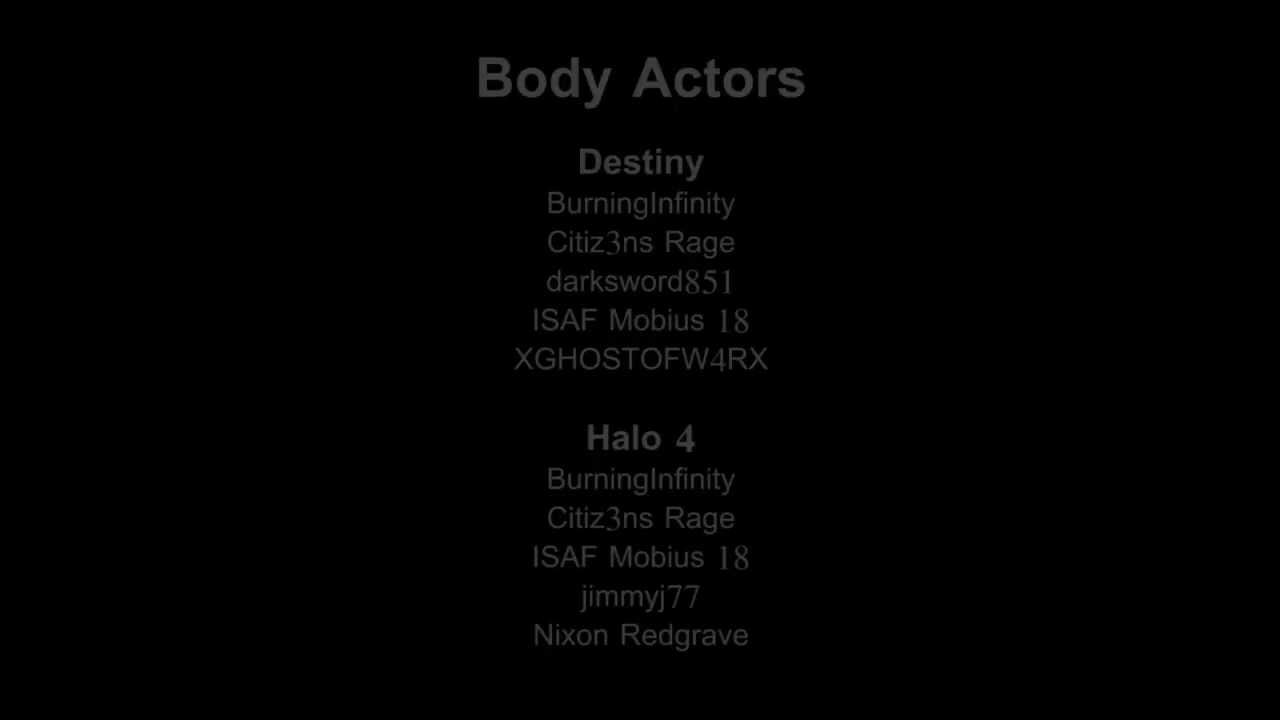 Body Actors
Destiny
BurningInfinity
Citiz3ns Rage
darksword851
ISAF Mobius 18
XGHOSTOFW4RX
Halo 4
BurningInfinity
Citiz3ns Rage
ISAF Mobius 18
jimmyj77
Nixon Redgrave